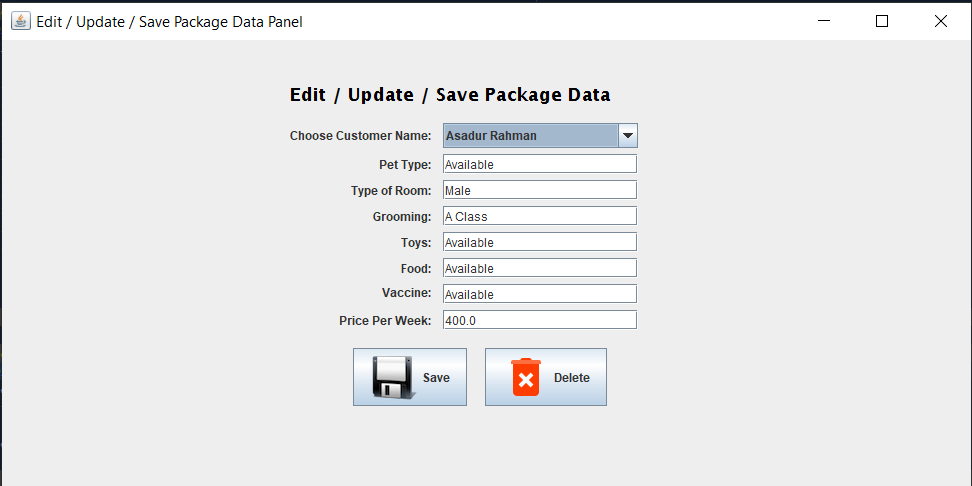 Edit / Update / Save Package Data Panel
Edit / Update / Save Package Data
Choose Customer Name: Asadur Rahman
Pet Type: Available
Type of Room: Male
Grooming: A Class
Toys: Available
Food: Available
Vaccine: Available
Price Per Week: 400.0
Save Delete